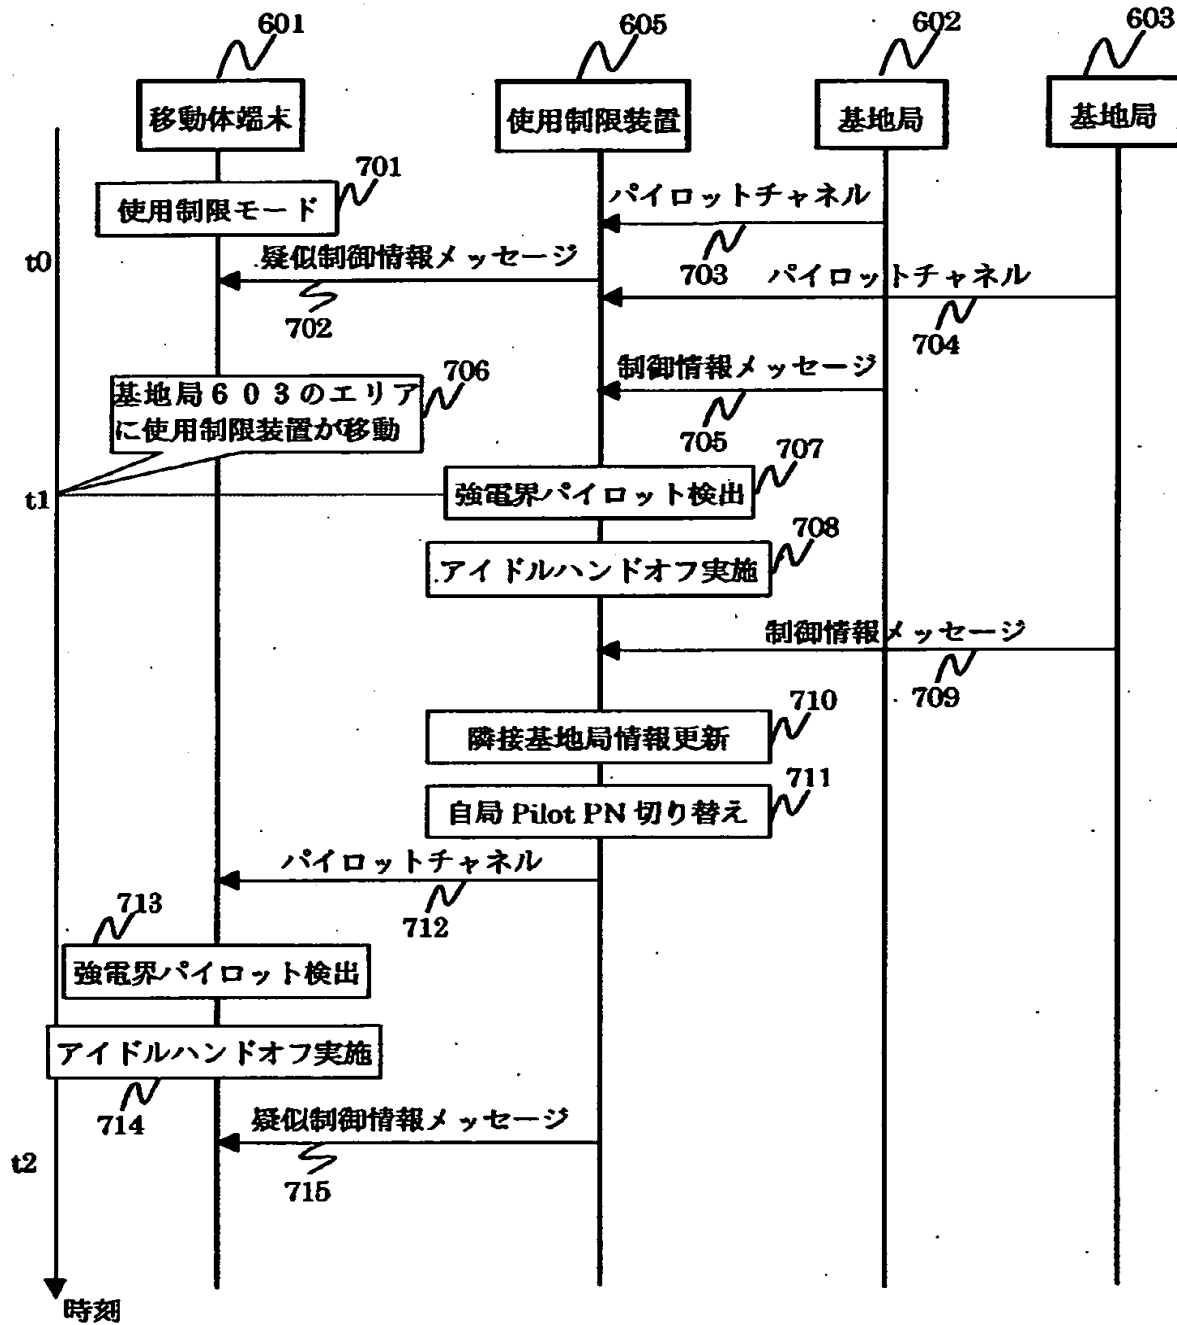 601
605
602
603
移動体端末
使用制限装置
基地局
基地局
701
使用制限モード
パイロットチャネル
703
t0
疑似制御情報メッセージ
702
パイロットチャネル
704
制御情報メッセージ
705
706
基地局603のエリア
に使用制限装置が移動
707
t1
強電界パイロット検出
708
アイドルハンドオフ実施
制御情報メッセージ
709
710
隣接基地局情報更新
711
自局 Pilot PN 切り替え
パイロットチャネル
712
713
強電界パイロット検出
アイドルハンドオフ実施
714
疑似制御情報メッセージ
t2
715
時刻